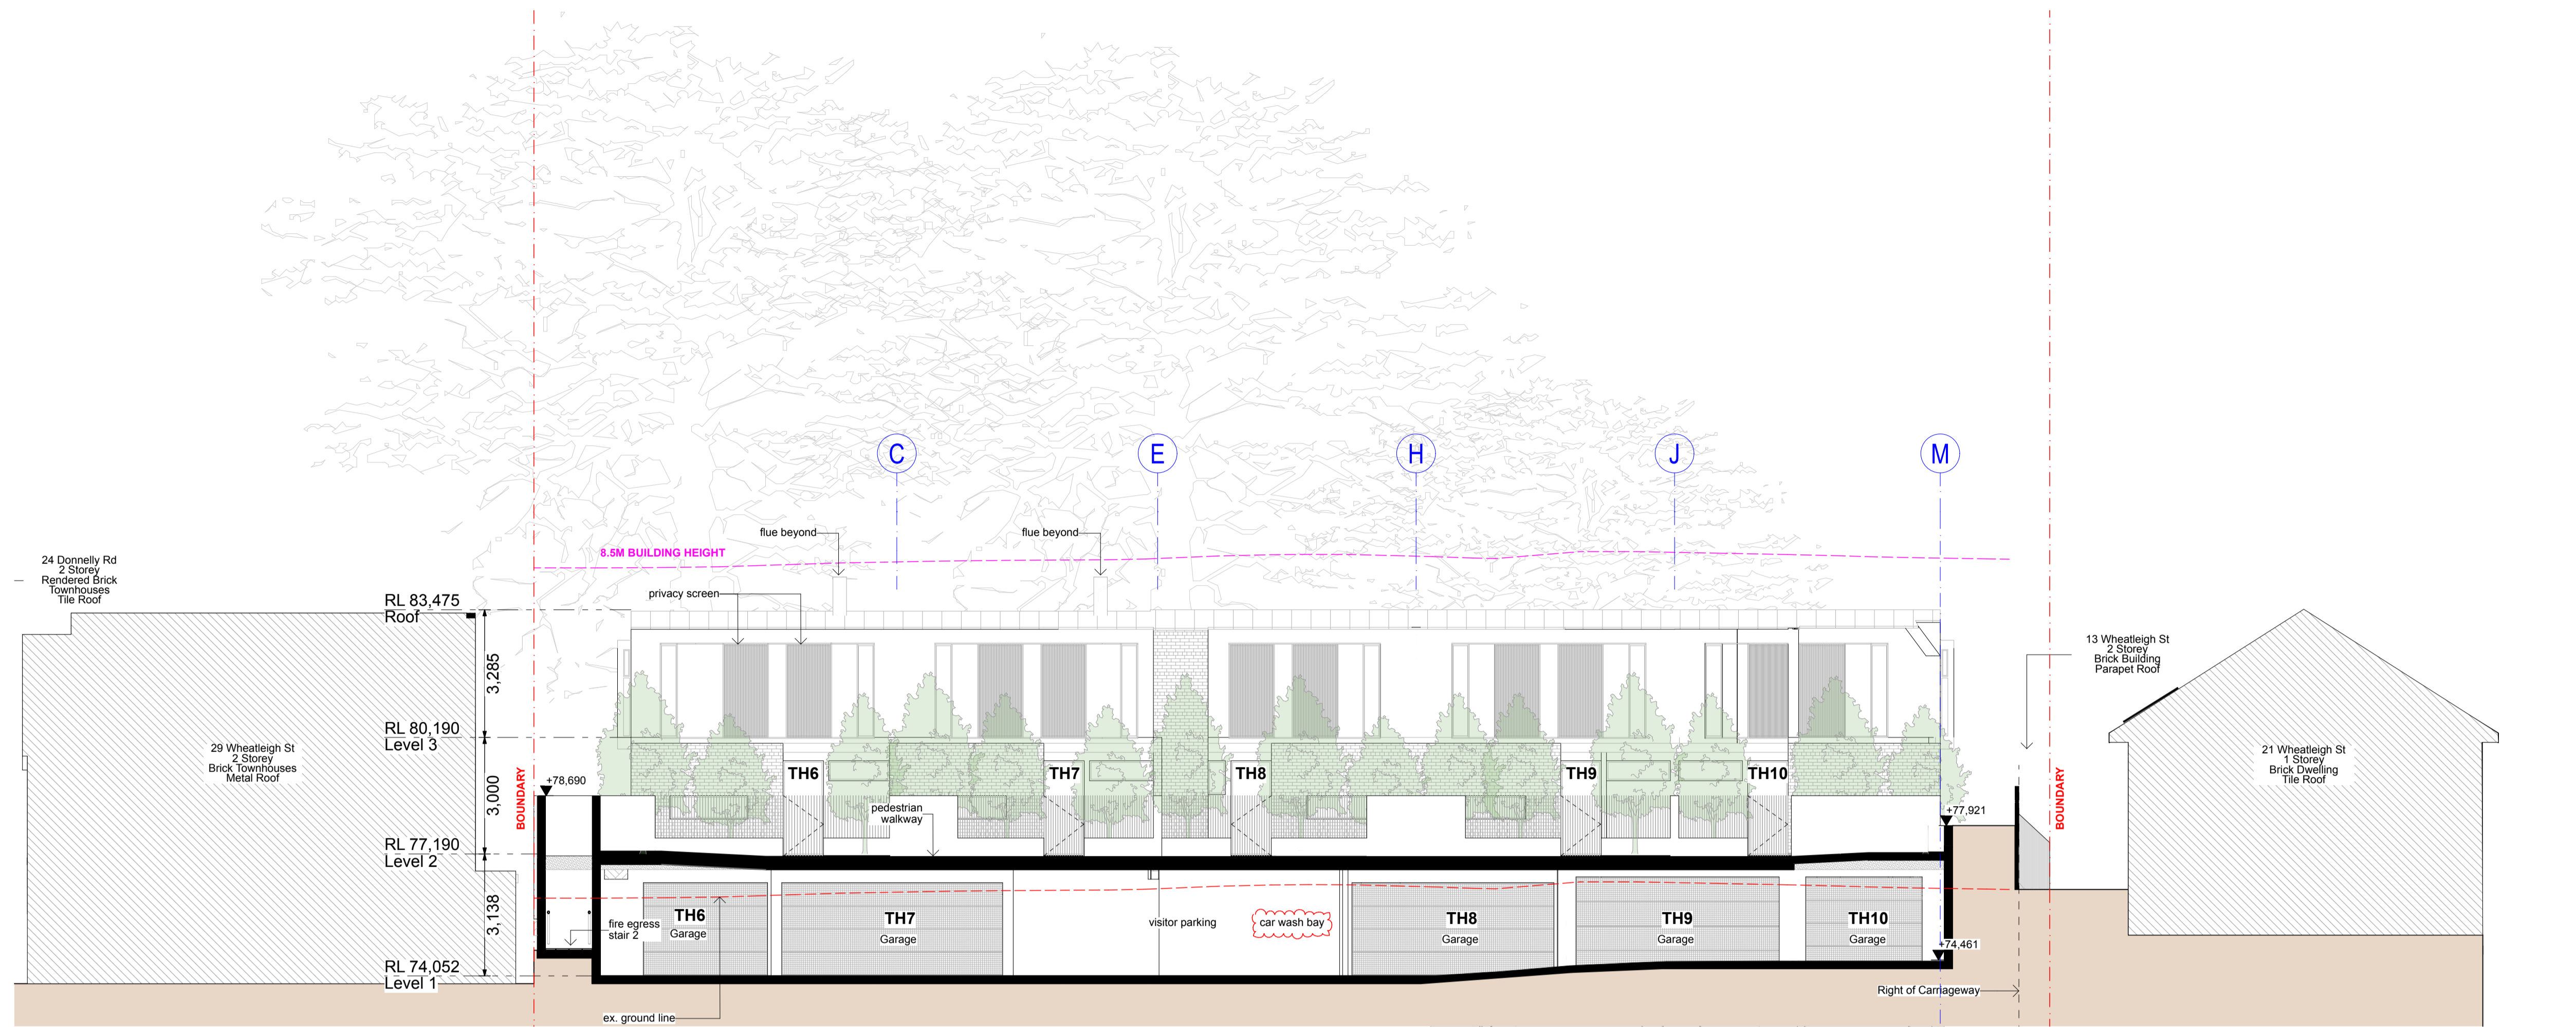 C
E
H
J
M
flue beyond
flue beyond
8.5M BUILDING HEIGHT
24 Donnelly Rd
2 Storey
Rendered Brick
Townhouses
Tile Roof
privacy screen
RL 83,475
Roof
3,285
13 Wheatleigh St
2 Storey
Brick Building
Parapet Roof
RL 80,190
Level 3
29 Wheatleigh St
2 Storey
Brick Townhouses
Metal Roof
21 Wheatleigh St
1 Storey
Brick Dwelling
Tile Roof
TH6
TH7
TH8
TH9
TH10
+78,690
BOUNDARY
3,000
BOUNDARY
pedestrian
walkway
+77,921
RL 77,190
Level 2
3,138
fire egress
stair 2
TH6
Garage
TH7
Garage
visitor parking
car wash bay
TH8
Garage
TH9
Garage
TH10
Garage
+74,461
RL 74,052
Level 1
Right of Carriageway
ex. ground line